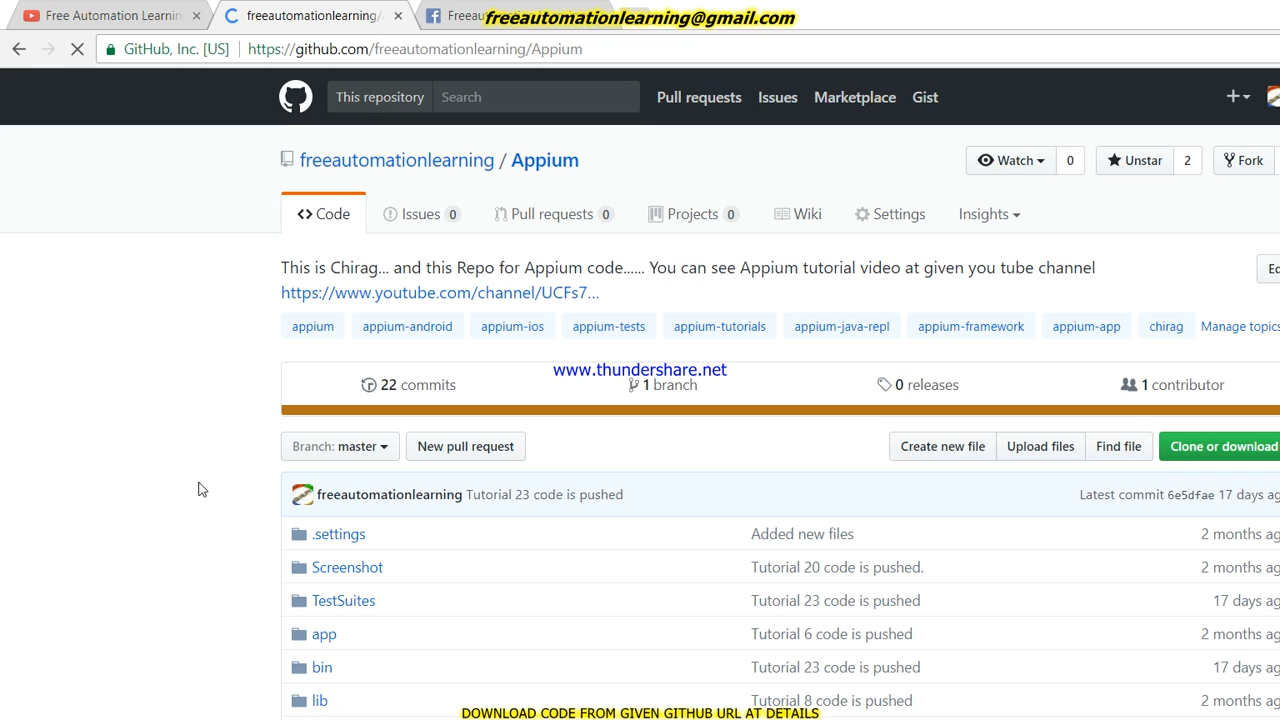 Free Automation Learnin
freeautomationlearning/
Freea
freeautomationlearning@gmail.com
GitHub, Inc. [US]
https://github.com/freeautomationlearning/Appium
This repository
Search
Pull requests
Issues
Marketplace
Gist
freeautomationlearning / Appium
Watch
0
Unstar
2
Fork
Code
Issues 0
Pull requests 0
Projects 0
Wiki
Settings
Insights
This is Chirag... and this Repo for Appium code...... You can see Appium tutorial video at given you tube channel
https://www.youtube.com/channel/UCFs7...
Ed
appium
appium-android
appium-ios
appium-tests
appium-tutorials
appium-java-repl
appium-framework
appium-app
chirag
Manage topics
www.thundershare.net
22 commits
1 branch
0 releases
1 contributor
Branch: master
New pull request
Create new file
Upload files
Find file
Clone or download
freeautomationlearning Tutorial 23 code is pushed
Latest commit 6e5dfae 17 days ag
.settings
Added new files
2 months ag
Screenshot
Tutorial 20 code is pushed.
2 months ag
TestSuites
Tutorial 23 code is pushed
17 days ag
app
Tutorial 6 code is pushed
2 months ag
bin
Tutorial 23 code is pushed
17 days ag
lib
Tutorial 8 code is pushed
2 months ag
DOWNLOAD CODE FROM GIVEN GITHUB URL AT DETAILS